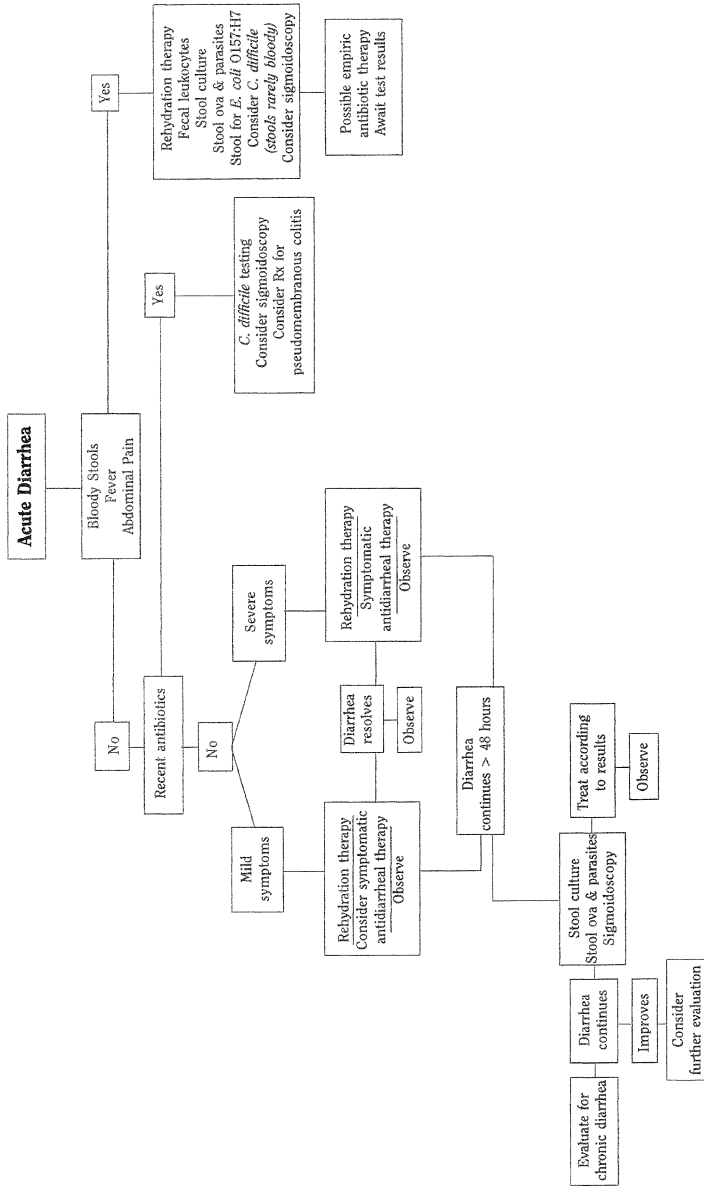 Acute Diarrhea
Bloody Stools
Fever
Abdominal Pain
No
Yes
Recent antibiotics
Yes
Rehydration therapy
Fecal leukocytes
Stool culture
Stool ova & parasites
Stool for E. coli O157:H7
Consider C. difficile
(stools rarely bloody)
Consider sigmoidoscopy
Possible empiric
antibiotic therapy
Await test results
No
C. difficile testing
Consider sigmoidoscopy
Consider Rx for
pseudomembranous colitis
Mild
symptoms
Severe
symptoms
Rehydration therapy
Consider symptomatic
antidiarrheal therapy
Observe
Diarrhea
resolves
Observe
Rehydration therapy
Symptomatic
antidiarrheal therapy
Observe
Diarrhea
continues > 48 hours
Evaluate for
chronic diarrhea
Diarrhea
continues
Improves
Consider
further evaluation
Stool culture
Stool ova & parasites
Sigmoidoscopy
Treat according
to results
Observe